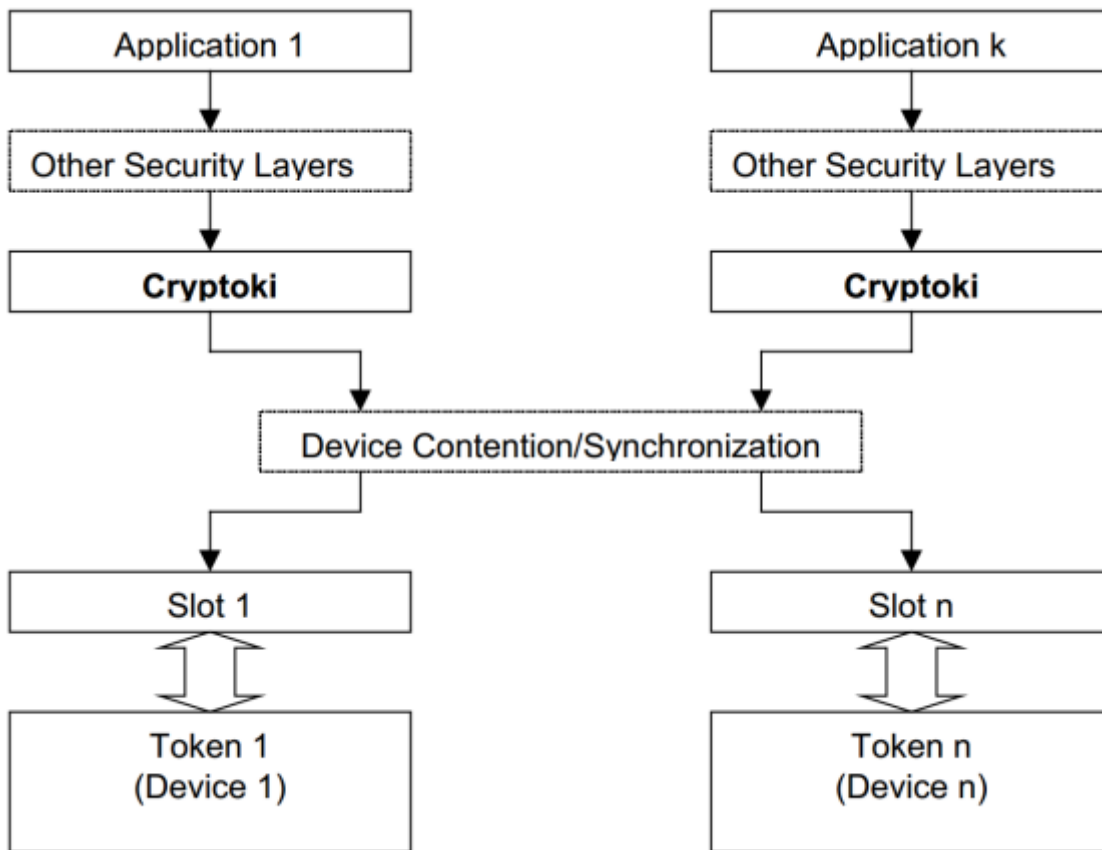 Application 1
Application k
Other Security Layers
Other Security Layers
Cryptoki
Cryptoki
Device Contention/Synchronization
Slot 1
Slot n
Token 1
(Device 1)
Token n
(Device n)